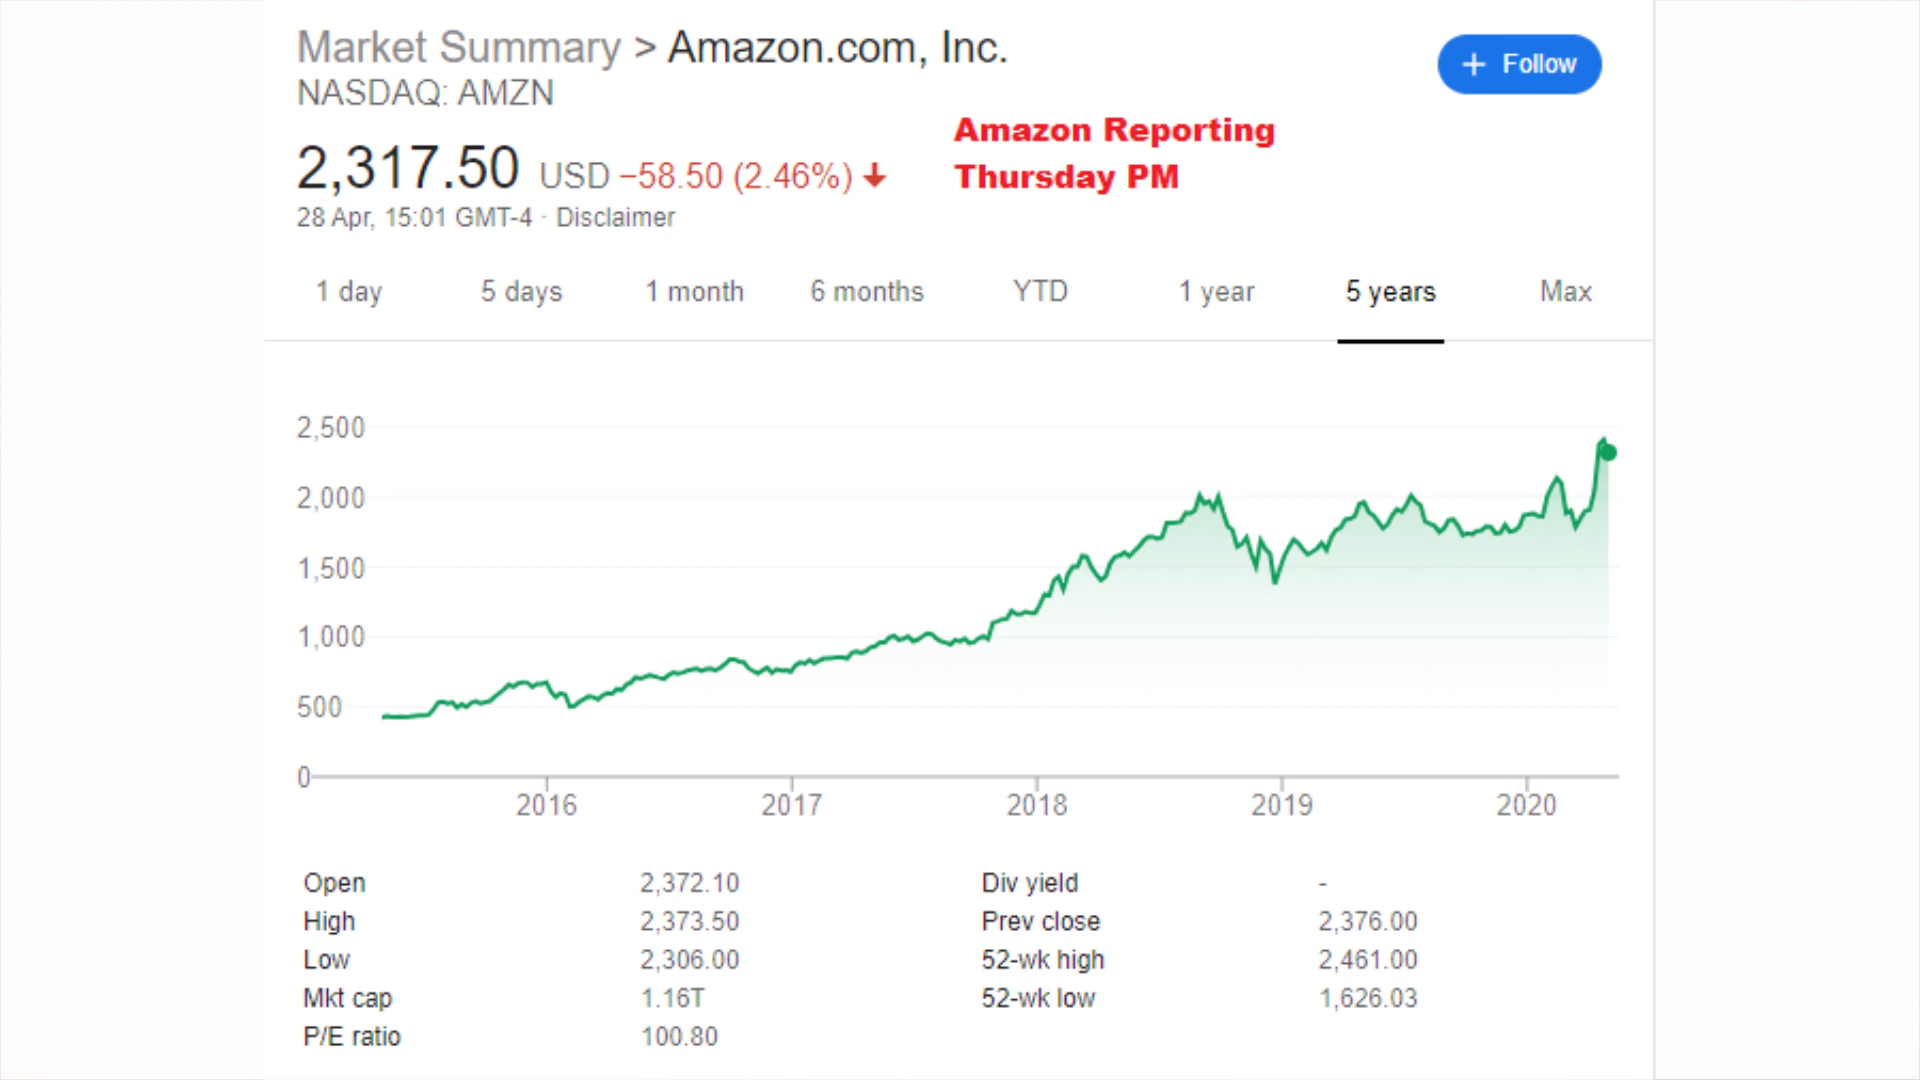 Market Summary > Amazon.com, Inc.
+ Follow
NASDAQ: AMZN
Amazon Reporting
Thursday PM
2,317.50 USD −58.50 (2.46%) ↓
28 Apr, 15:01 GMT-4 · Disclaimer
1 day 5 days 1 month 6 months YTD 1 year 5 years Max
2,500
2,000
1,500
1,000
500
0
2016 2017 2018 2019 2020
Open 2,372.10 Div yield -
High 2,373.50 Prev close 2,376.00
Low 2,306.00 52-wk high 2,461.00
Mkt cap 1.16T 52-wk low 1,626.03
P/E ratio 100.80